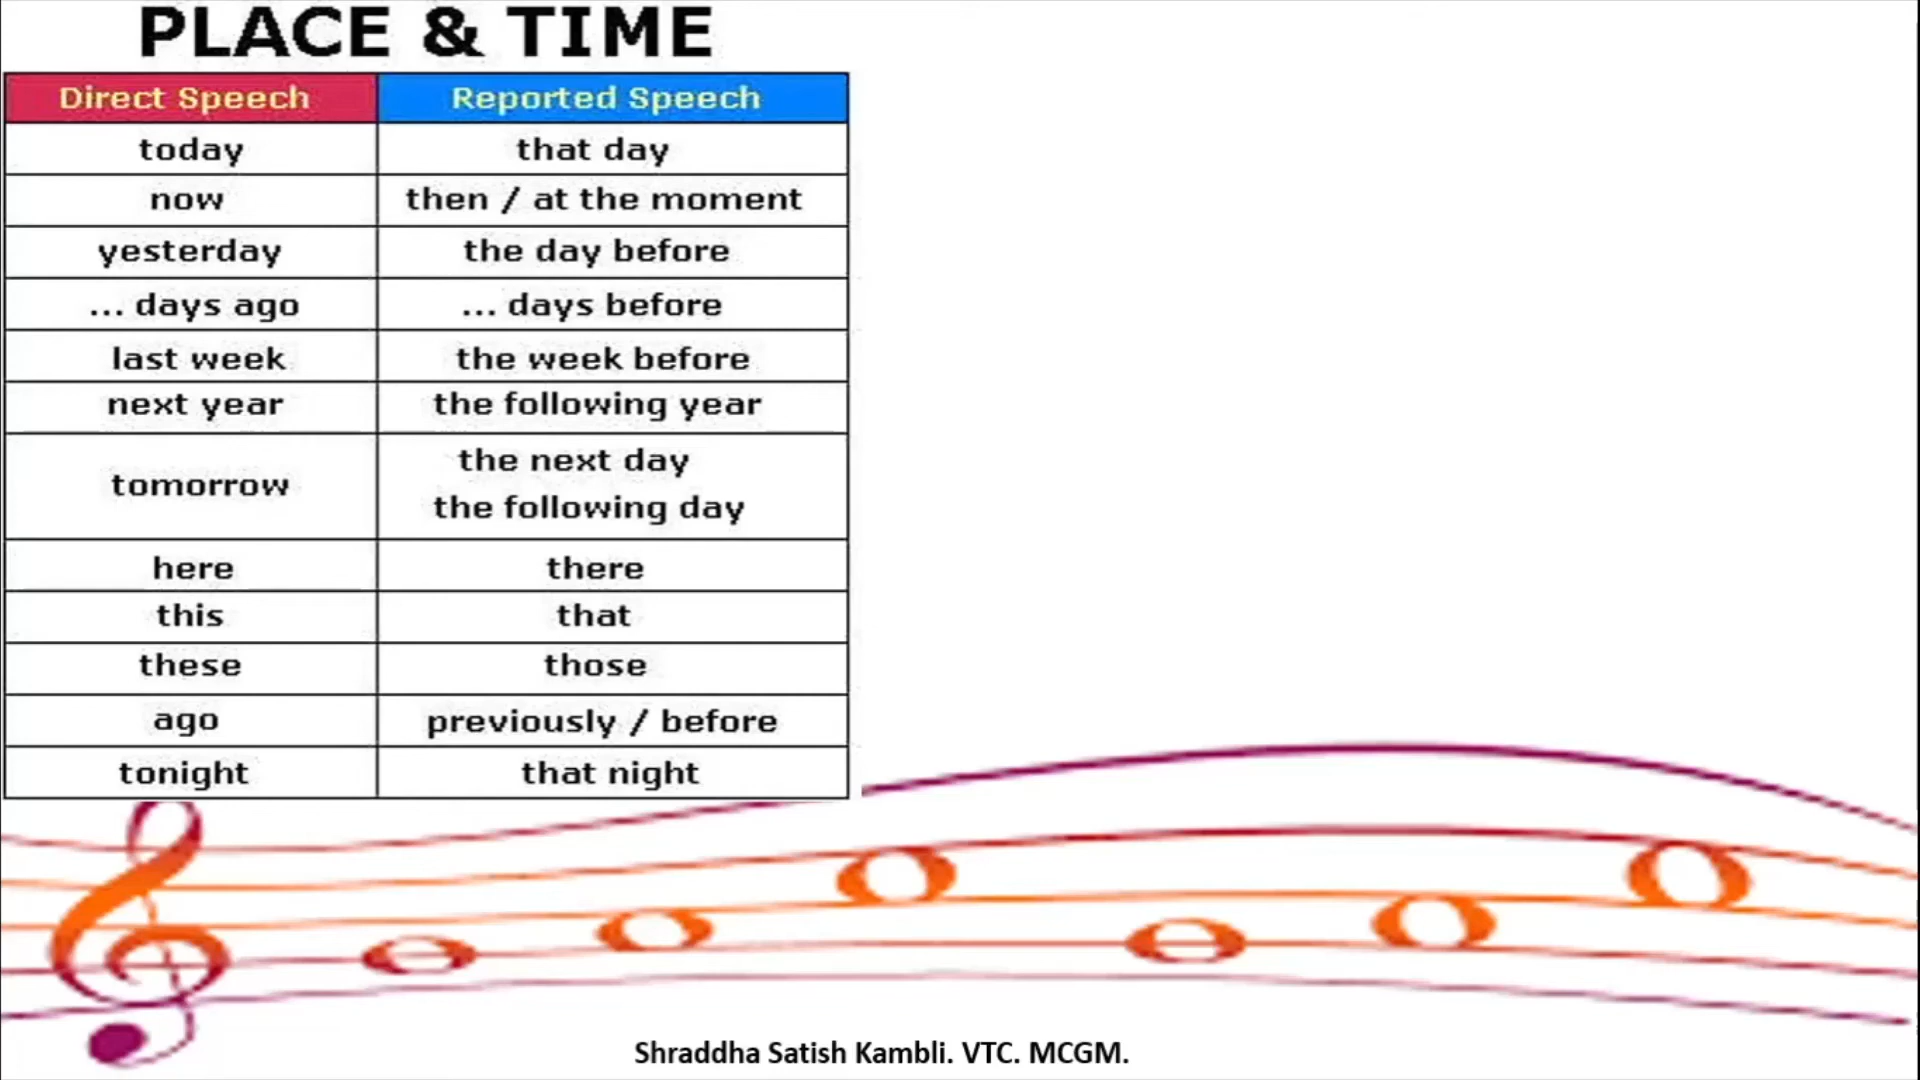 PLACE & TIME
Direct Speech Reported Speech
today that day
now then / at the moment
yesterday the day before
... days ago ... days before
last week the week before
next year the following year
tomorrow the next day
the following day
here there
this that
these those
ago previously / before
tonight that night
Shraddha Satish Kambli. VTC. MCGM.